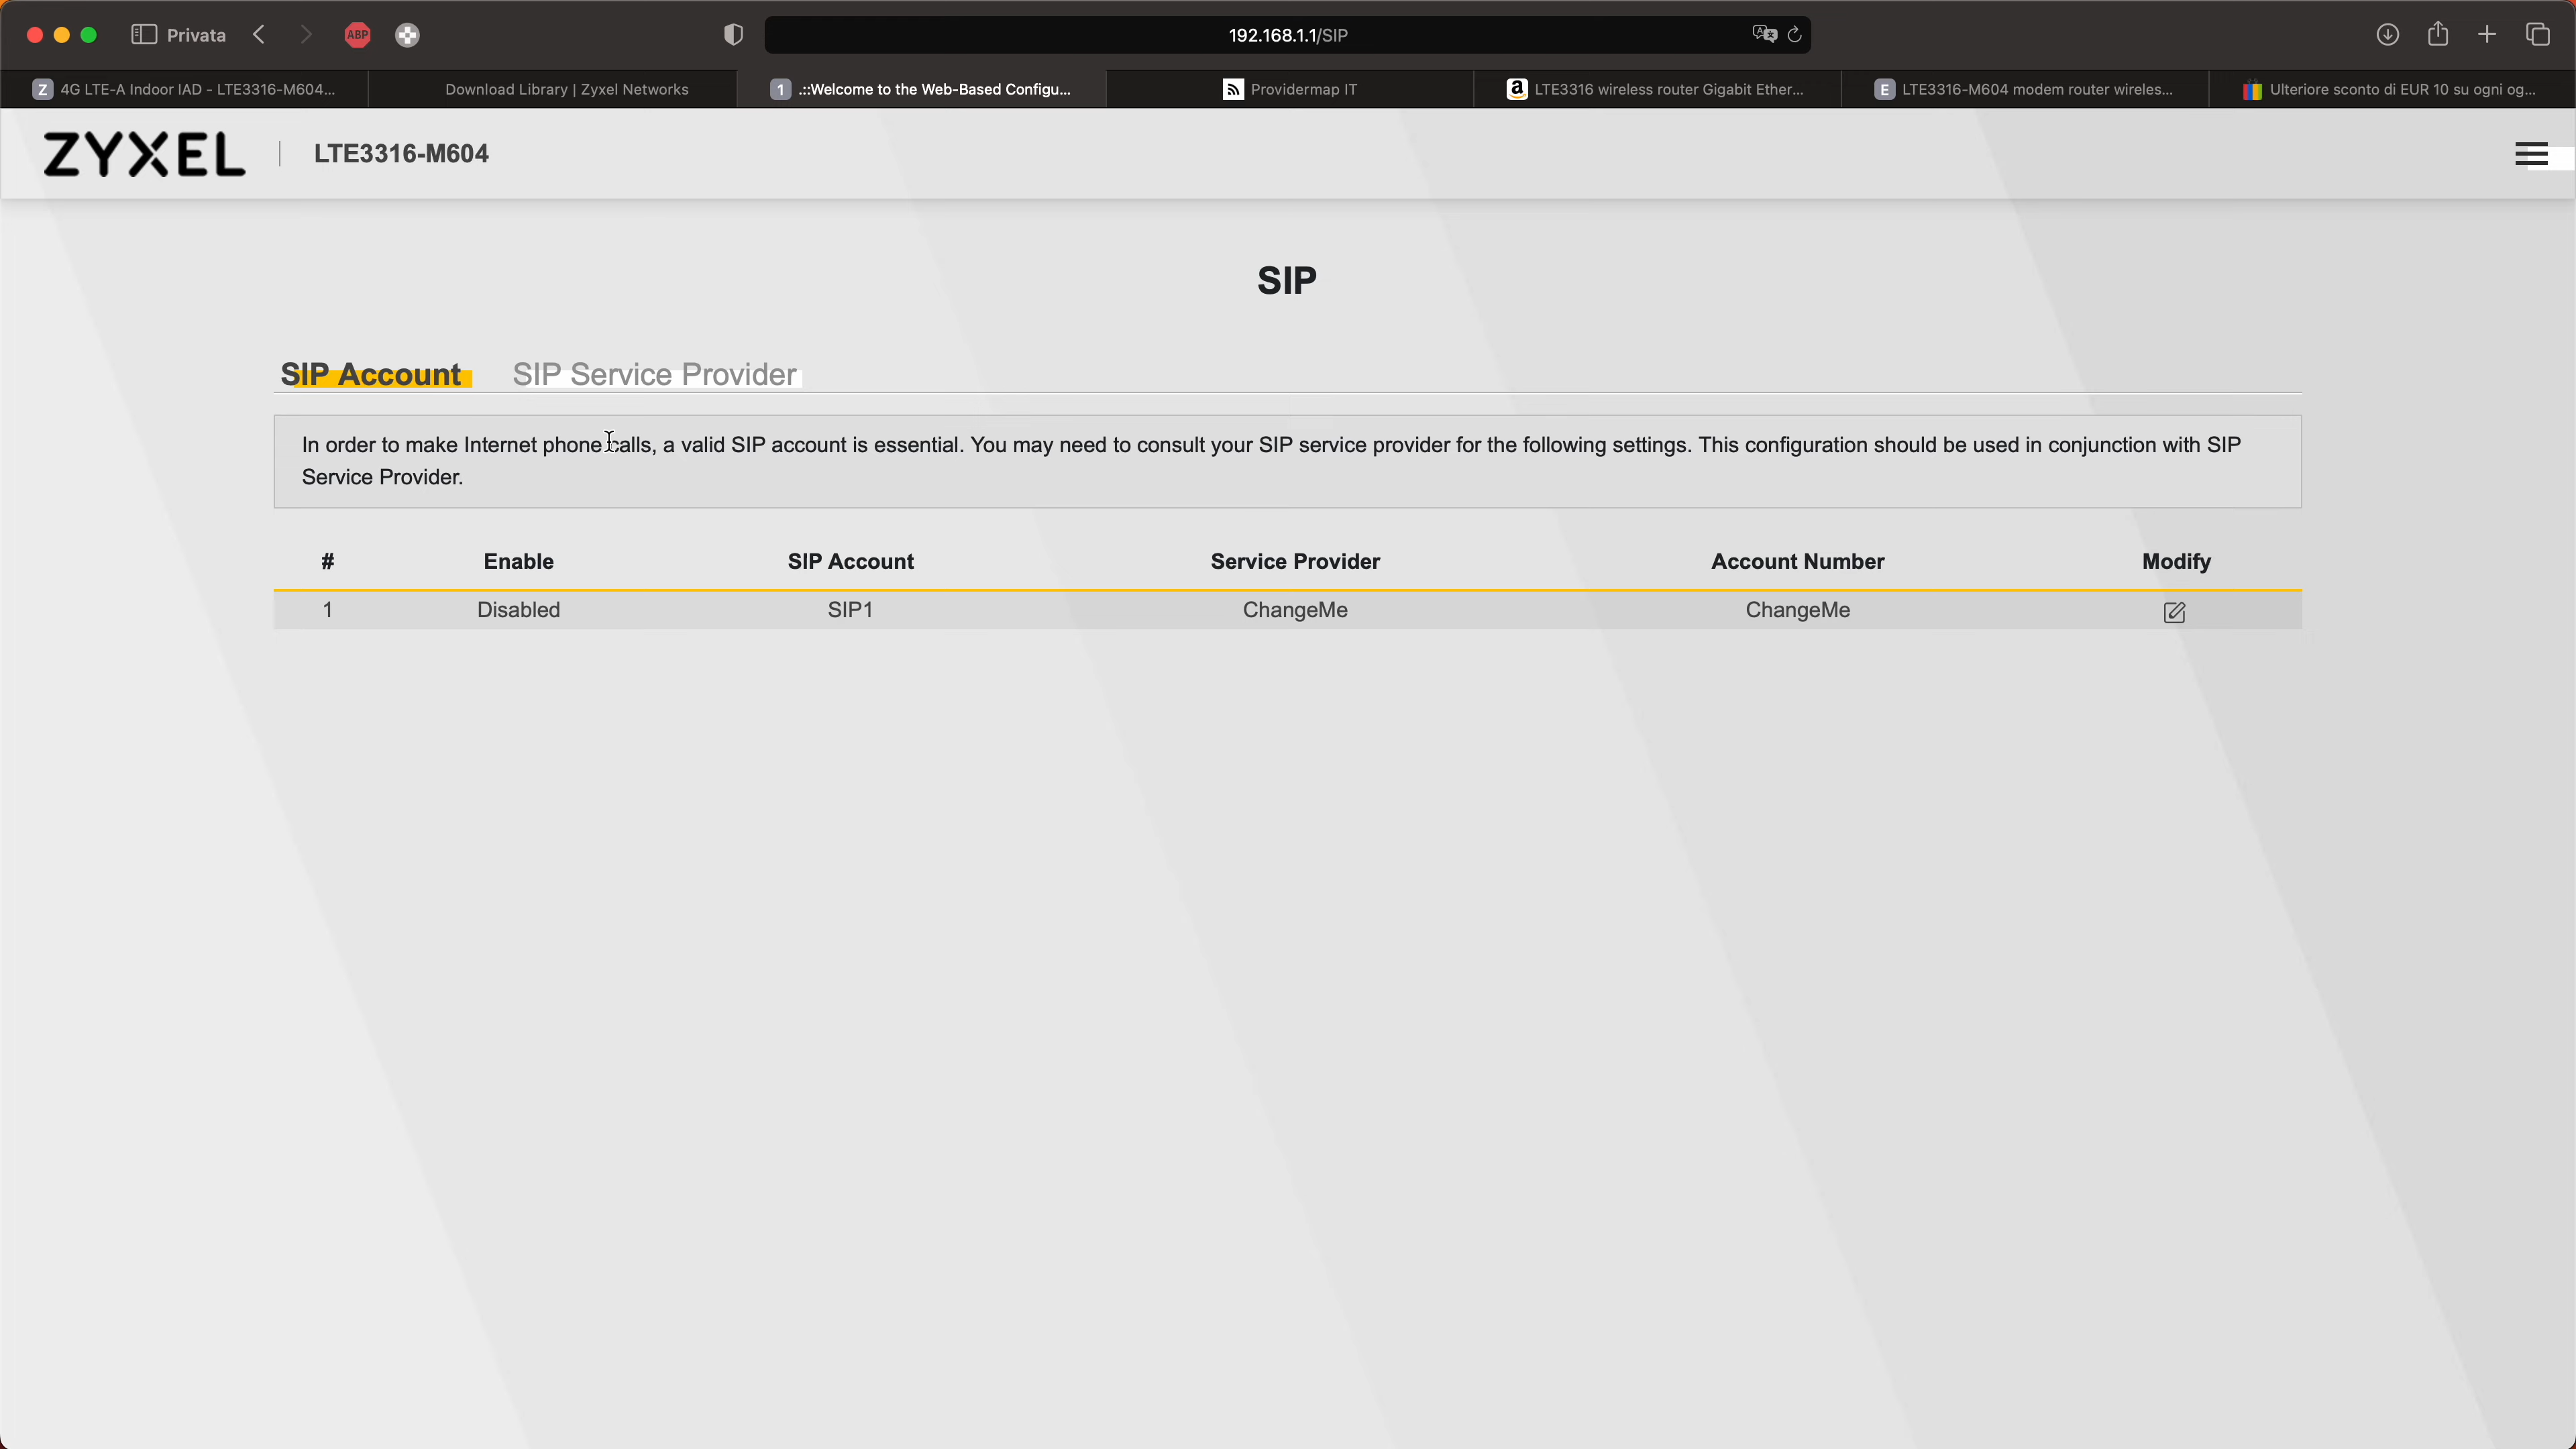 Privata
ABP
192.168.1.1/SIP
Z 4G LTE-A Indoor IAD - LTE3316-M604...
Download Library | Zyxel Networks
1 .::Welcome to the Web-Based Configu...
Providermap IT
a LTE3316 wireless router Gigabit Ether...
E LTE3316-M604 modem router wireles...
Ulteriore sconto di EUR 10 su ogni og...
ZYXEL LTE3316-M604
SIP
SIP Account SIP Service Provider
In order to make Internet phone calls, a valid SIP account is essential. You may need to consult your SIP service provider for the following settings. This configuration should be used in conjunction with SIP
Service Provider.
# Enable SIP Account Service Provider Account Number Modify
1 Disabled SIP1 ChangeMe ChangeMe